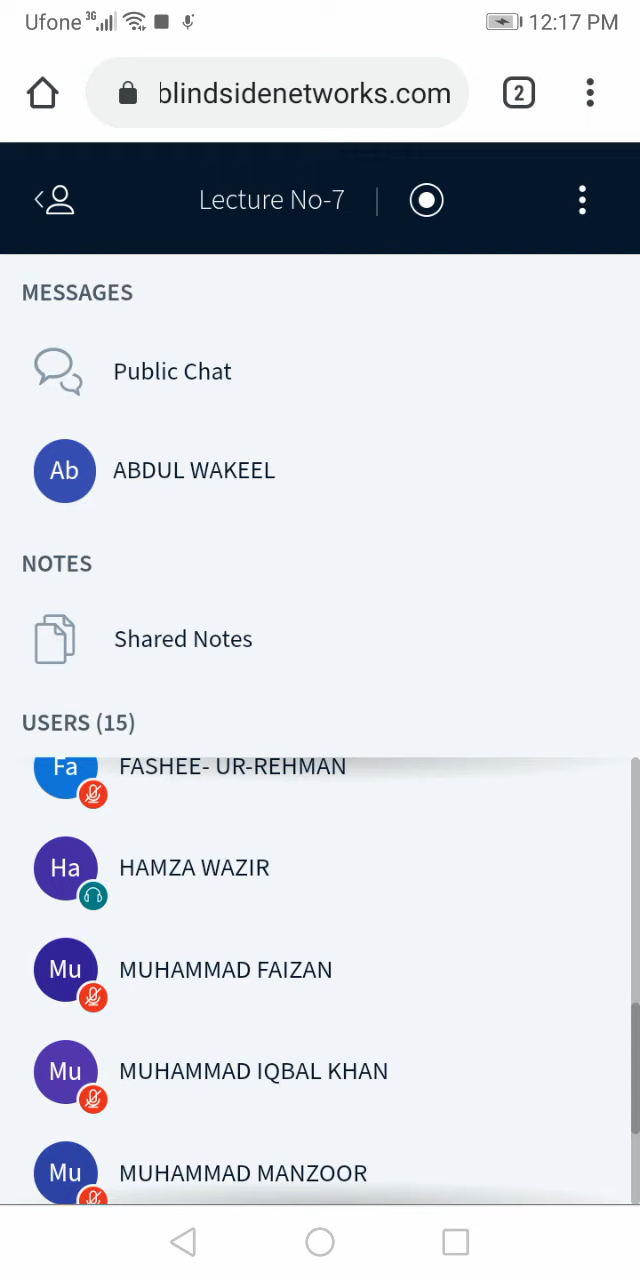 Ufone 3G 12:17 PM
blindsidenetworks.com 2
Lecture No-7
MESSAGES
Public Chat
Ab ABDUL WAKEEL
NOTES
Shared Notes
USERS (15)
Fa FASHEE- UR-REHMAN
Ha HAMZA WAZIR
Mu MUHAMMAD FAIZAN
Mu MUHAMMAD IQBAL KHAN
Mu MUHAMMAD MANZOOR